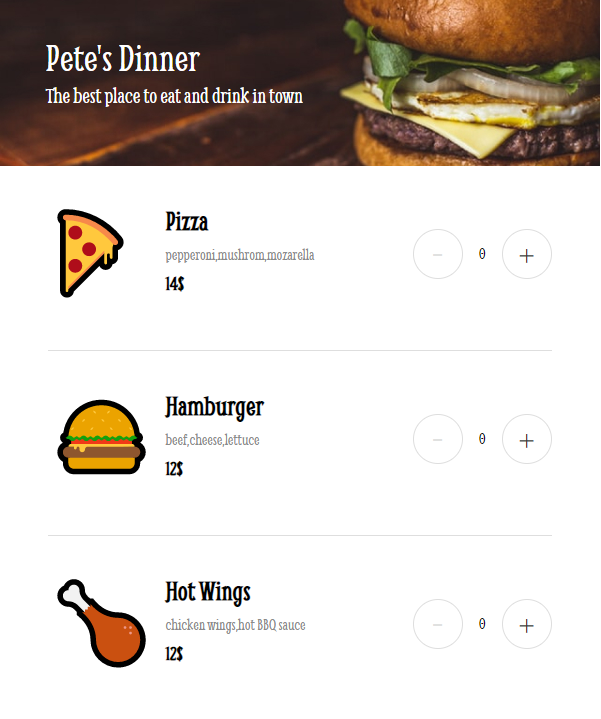 Pete's Dinner
The best place to eat and drink in town
Pizza
pepperoni,mushrom,mozarella
14$
− 0 +
Hamburger
beef,cheese,lettuce
12$
− 0 +
Hot Wings
chicken wings,hot BBQ sauce
12$
− 0 +